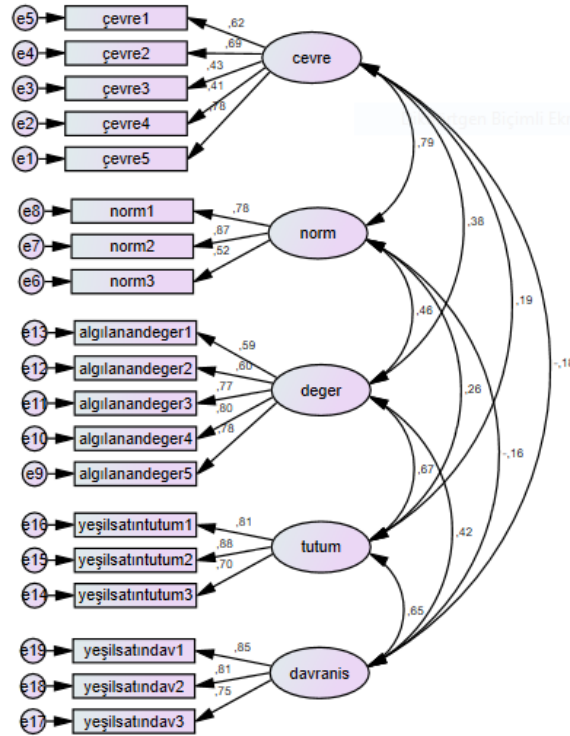 e5 çevre1 ,62
e4 çevre2 ,69
e3 çevre3 ,43
e2 çevre4 ,41
e1 çevre5 ,78
cevre
,79
e8 norm1 ,78
e7 norm2 ,87
e6 norm3 ,52
norm
,38
,19
-,18
,46
e13 algılanandeger1 ,59
e12 algılanandeger2 ,60
e11 algılanandeger3 ,77
e10 algılanandeger4 ,80
e9 algılanandeger5 ,78
deger
,26
-,16
,67
,42
e16 yeşilsatıntutum1 ,81
e15 yeşilsatıntutum2 ,88
e14 yeşilsatıntutum3 ,70
tutum
,65
e19 yeşilsatındav1 ,85
e18 yeşilsatındav2 ,81
e17 yeşilsatındav3 ,75
davranis